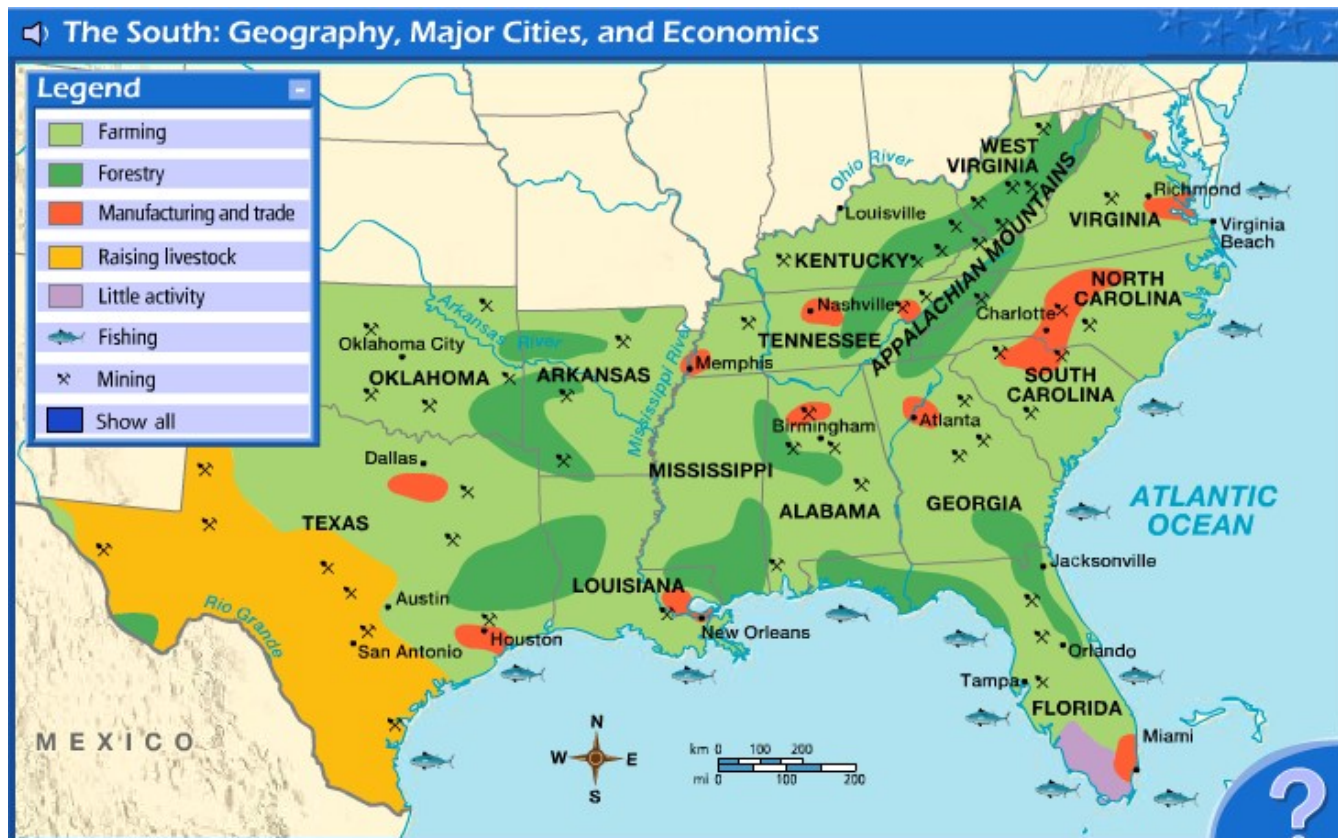 The South: Geography, Major Cities, and Economics
Legend
Farming
Forestry
Manufacturing and trade
Raising livestock
Little activity
Fishing
Mining
Show all
WEST
VIRGINIA
Ohio River
Louisville
Richmond
VIRGINIA
Virginia
Beach
KENTUCKY
APPALACHIAN MOUNTAINS
NORTH
CAROLINA
Nashville
Charlotte
TENNESSEE
Arkansas River
Oklahoma City
OKLAHOMA
ARKANSAS
Mississippi River
Memphis
SOUTH
CAROLINA
Birmingham
Atlanta
Dallas
MISSISSIPPI
ALABAMA
GEORGIA
ATLANTIC
OCEAN
TEXAS
Jacksonville
LOUISIANA
Austin
Rio Grande
New Orleans
Houston
San Antonio
Orlando
Tampa
FLORIDA
Miami
MEXICO
N
W
E
S
km 0 100 200
mi 0 100 200
?